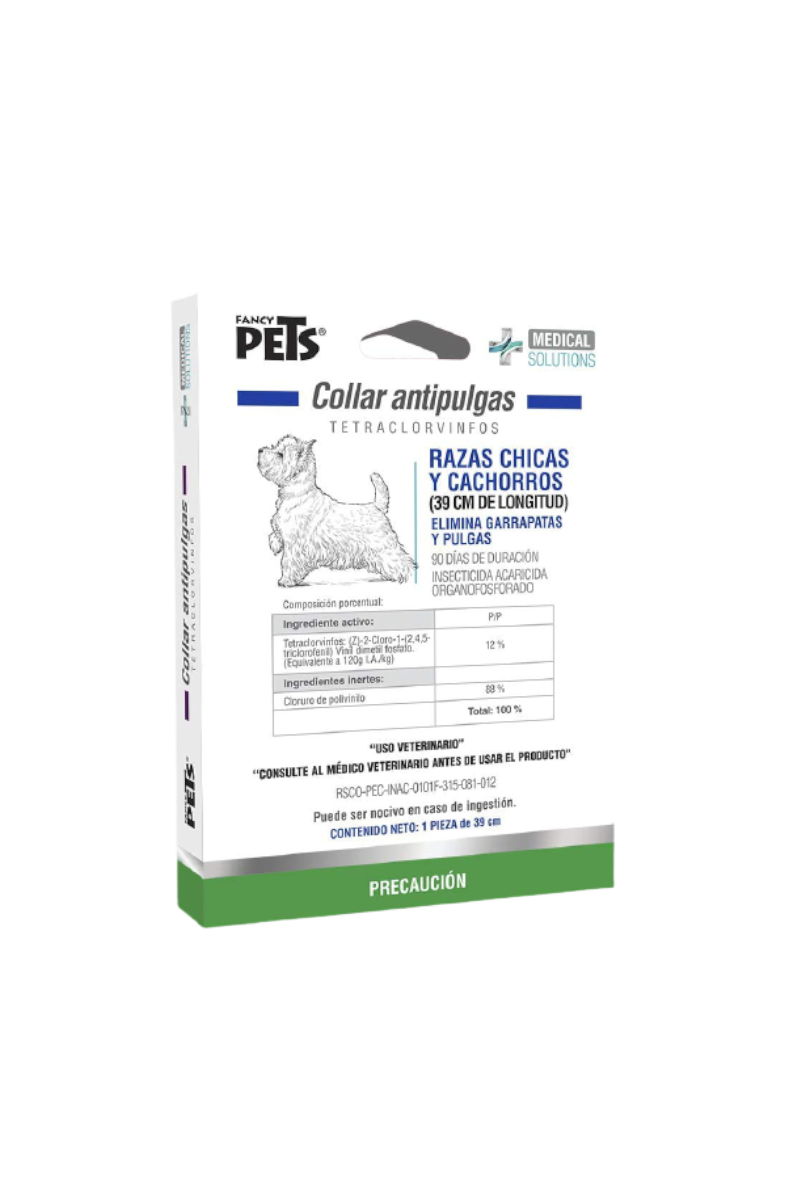 FANCY
PETS®
MEDICAL
SOLUTIONS
Collar antipulgas
TETRACLORVINFOS
RAZAS CHICAS
Y CACHORROS
(39 CM DE LONGITUD)
ELIMINA GARRAPATAS
Y PULGAS
90 DÍAS DE DURACIÓN
INSECTICIDA ACARICIDA
ORGANOFOSFORADO
Composición porcentual:
Ingrediente activo: P/P
Tetraclorvinfos: (Z)-2-Cloro-1-(2,4,5-
triclorofenil) Vinil dimetil fosfato. 12 %
(Equivalente a 120g I.A./kg)
Ingredientes inertes:
Cloruro de polivinilo 88 %
Total: 100 %
"USO VETERINARIO"
"CONSULTE AL MÉDICO VETERINARIO ANTES DE USAR EL PRODUCTO"
RSCO-PEC-INAC-0101F-315-081-012
Puede ser nocivo en caso de ingestión.
CONTENIDO NETO: 1 PIEZA de 39 cm
PRECAUCIÓN
MEDICAL
SOLUTIONS
Collar antipulgas
TETRACLORVINFOS
FANCY
PETS®